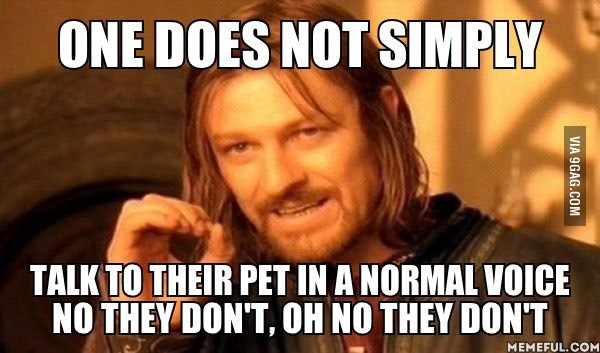 ONE DOES NOT SIMPLY
VIA 9GAG.COM
TALK TO THEIR PET IN A NORMAL VOICE
NO THEY DON'T, OH NO THEY DON'T
MEMEFUL.COM